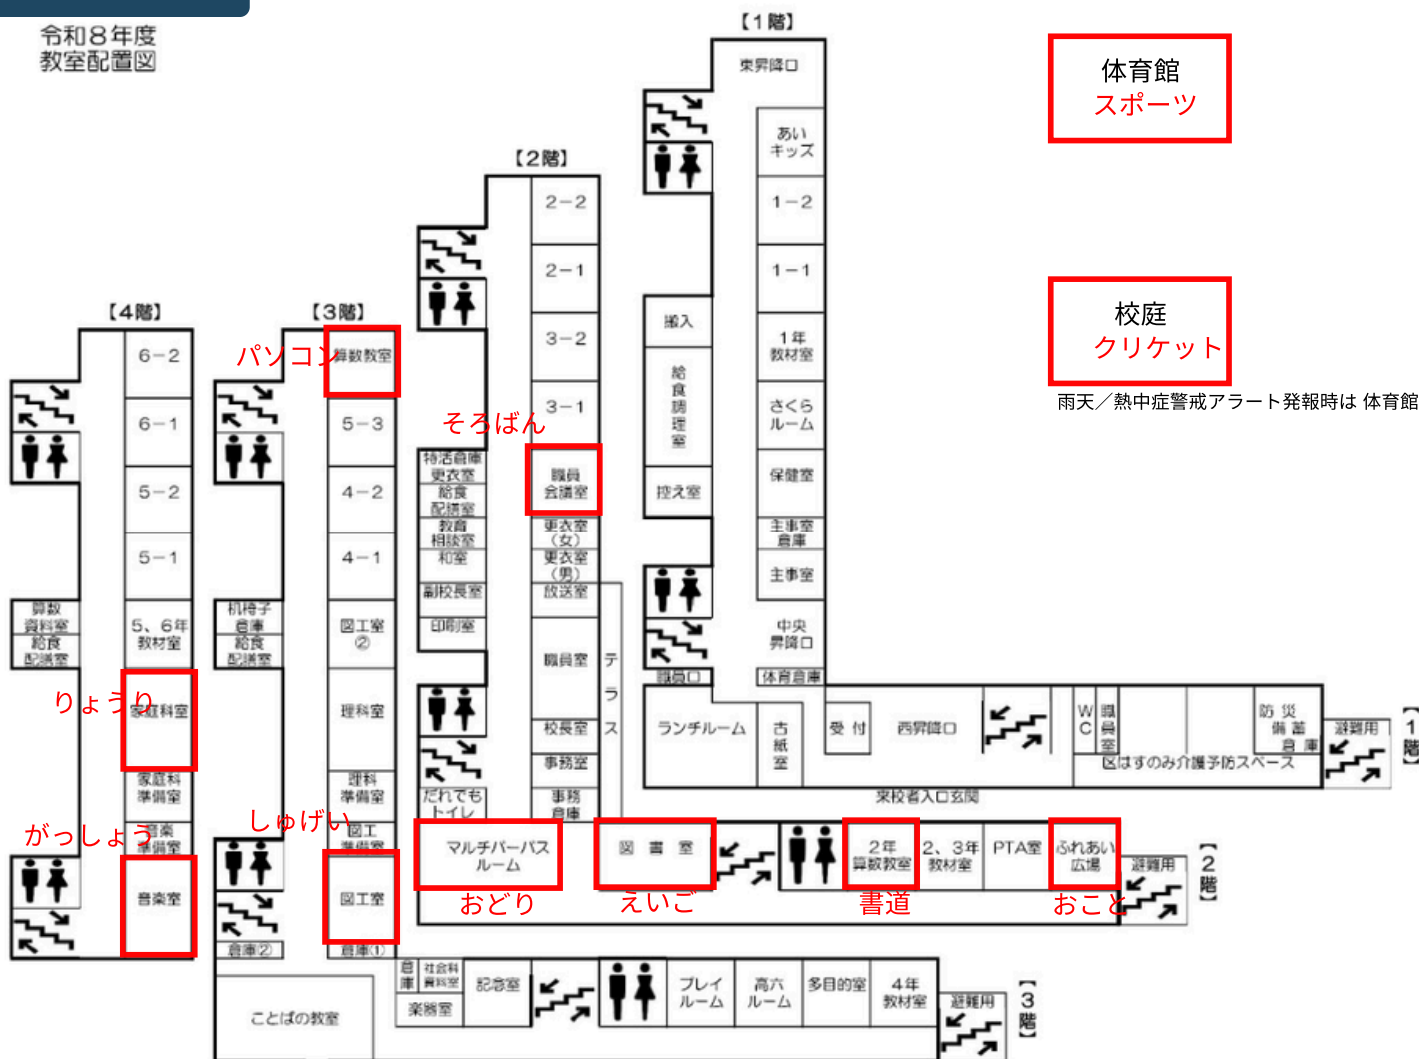 令和8年度
教室配置図
【1階】
東昇降口
あい
キッズ
1－2
1－1
1年
教材室
さくら
ルーム
保健室
主事室
倉庫
主事室
中央
昇降口
体育倉庫
搬入
給食調理室
控え室
職員口
ランチルーム
古紙室
受付
西昇降口
WC
職員室
防災
備蓄
倉庫
区はすのみ介護予防スペース
避難用
【1階】
来校者入口玄関
体育館
スポーツ
校庭
クリケット
雨天／熱中症警戒アラート発報時は 体育館
【2階】
2－2
2－1
3－2
3－1
そろばん
職員
会議室
更衣室
（女）
更衣室
（男）
放送室
職員室
テラス
校長室
事務室
事務
倉庫
特活倉庫
更衣室
給食
配膳室
教育
相談室
和室
副校長室
印刷室
だれでも
トイレ
マルチパーパス
ルーム
おどり
図書室
えいご
2年
算数教室
書道
2、3年
教材室
PTA室
ふれあい
広場
おこと
避難用
【2階】
【3階】
パソコン
算数教室
5－3
4－2
4－1
図工室
②
理科室
理科
準備室
しゅげい
図工
準備室
図工室
倉庫①
机椅子
倉庫
給食
配膳室
倉庫②
ことばの教室
倉庫
社会科
資料室
楽器室
記念室
プレイ
ルーム
高六
ルーム
多目的室
4年
教材室
避難用
【3階】
【4階】
6－2
6－1
5－2
5－1
5、6年
教材室
りょうり
家庭科室
家庭科
準備室
がっしょう
音楽
準備室
音楽室
算数
資料室
給食
配膳室